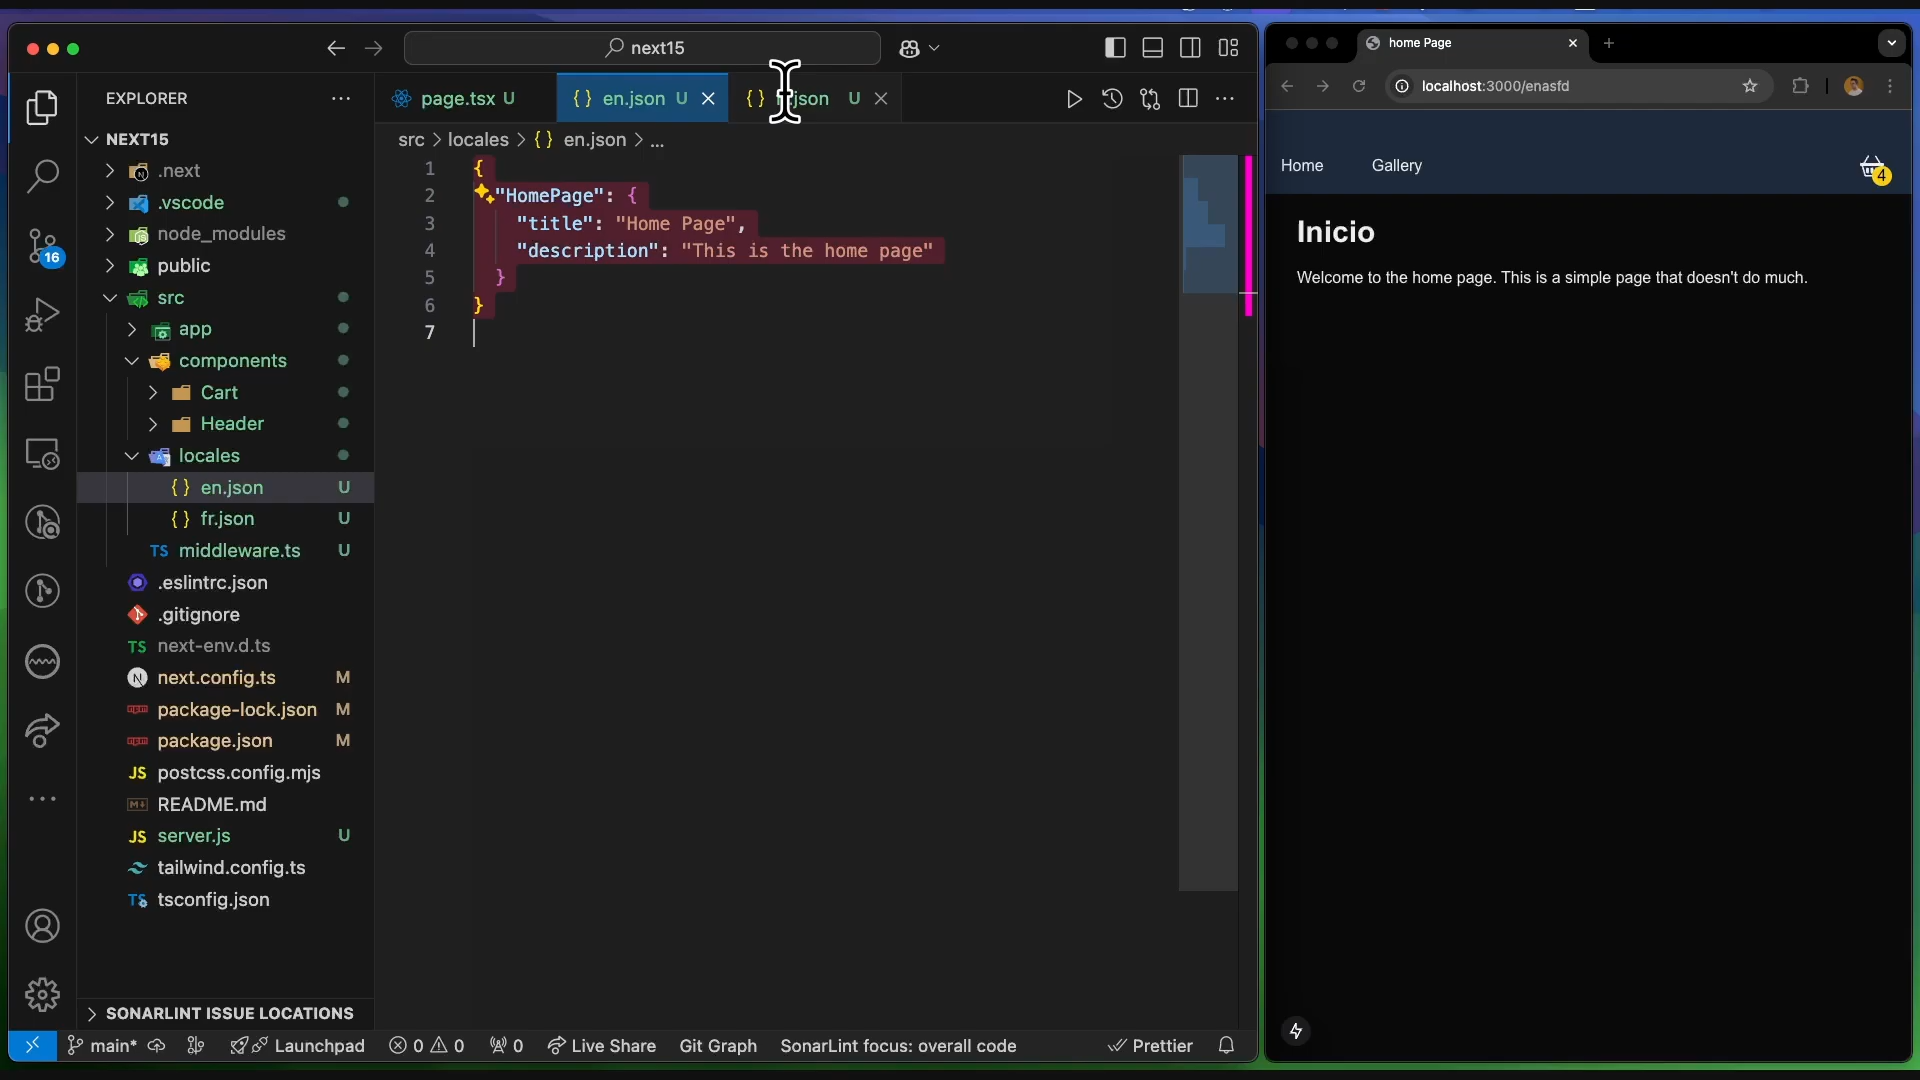 next15
EXPLORER
NEXT15
.next
.vscode
node_modules
public
src
app
components
Cart
Header
locales
{} en.json U
{} fr.json U
TS middleware.ts U
.eslintrc.json
.gitignore
TS next-env.d.ts
next.config.ts M
package-lock.json M
package.json M
JS postcss.config.mjs
README.md
JS server.js U
tailwind.config.ts
TS tsconfig.json
SONARLINT ISSUE LOCATIONS
16
page.tsx U
{} en.json U
{} json U
src > locales > {} en.json > ...
1 {
2 "HomePage": {
3 "title": "Home Page",
4 "description": "This is the home page"
5 }
6 }
7
main* Launchpad 0 0 0 Live Share Git Graph SonarLint focus: overall code Prettier
home Page
localhost:3000/enasfd
Home Gallery 4
Inicio
Welcome to the home page. This is a simple page that doesn't do much.